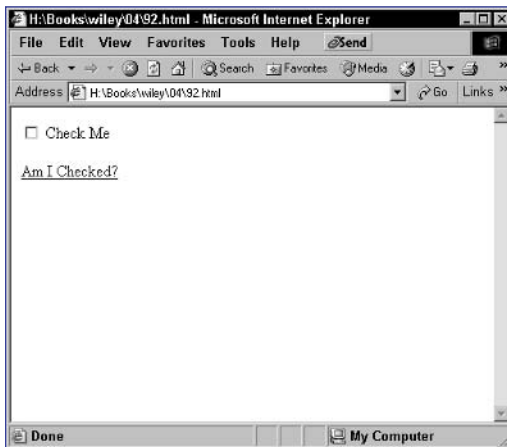 H:\Books\wiley\04\92.html - Microsoft Internet Explorer
File Edit View Favorites Tools Help Send
Back Search Favorites Media »
Address H:\Books\wiley\04\92.html Go Links »
Check Me
Am I Checked?
Done My Computer